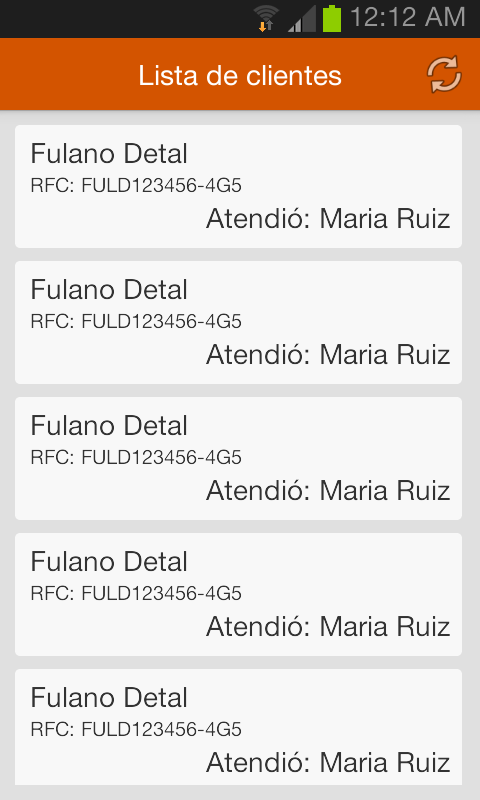 12:12 AM
Lista de clientes
Fulano Detal
RFC: FULD123456-4G5
Atendió: Maria Ruiz
Fulano Detal
RFC: FULD123456-4G5
Atendió: Maria Ruiz
Fulano Detal
RFC: FULD123456-4G5
Atendió: Maria Ruiz
Fulano Detal
RFC: FULD123456-4G5
Atendió: Maria Ruiz
Fulano Detal
RFC: FULD123456-4G5
Atendió: Maria Ruiz